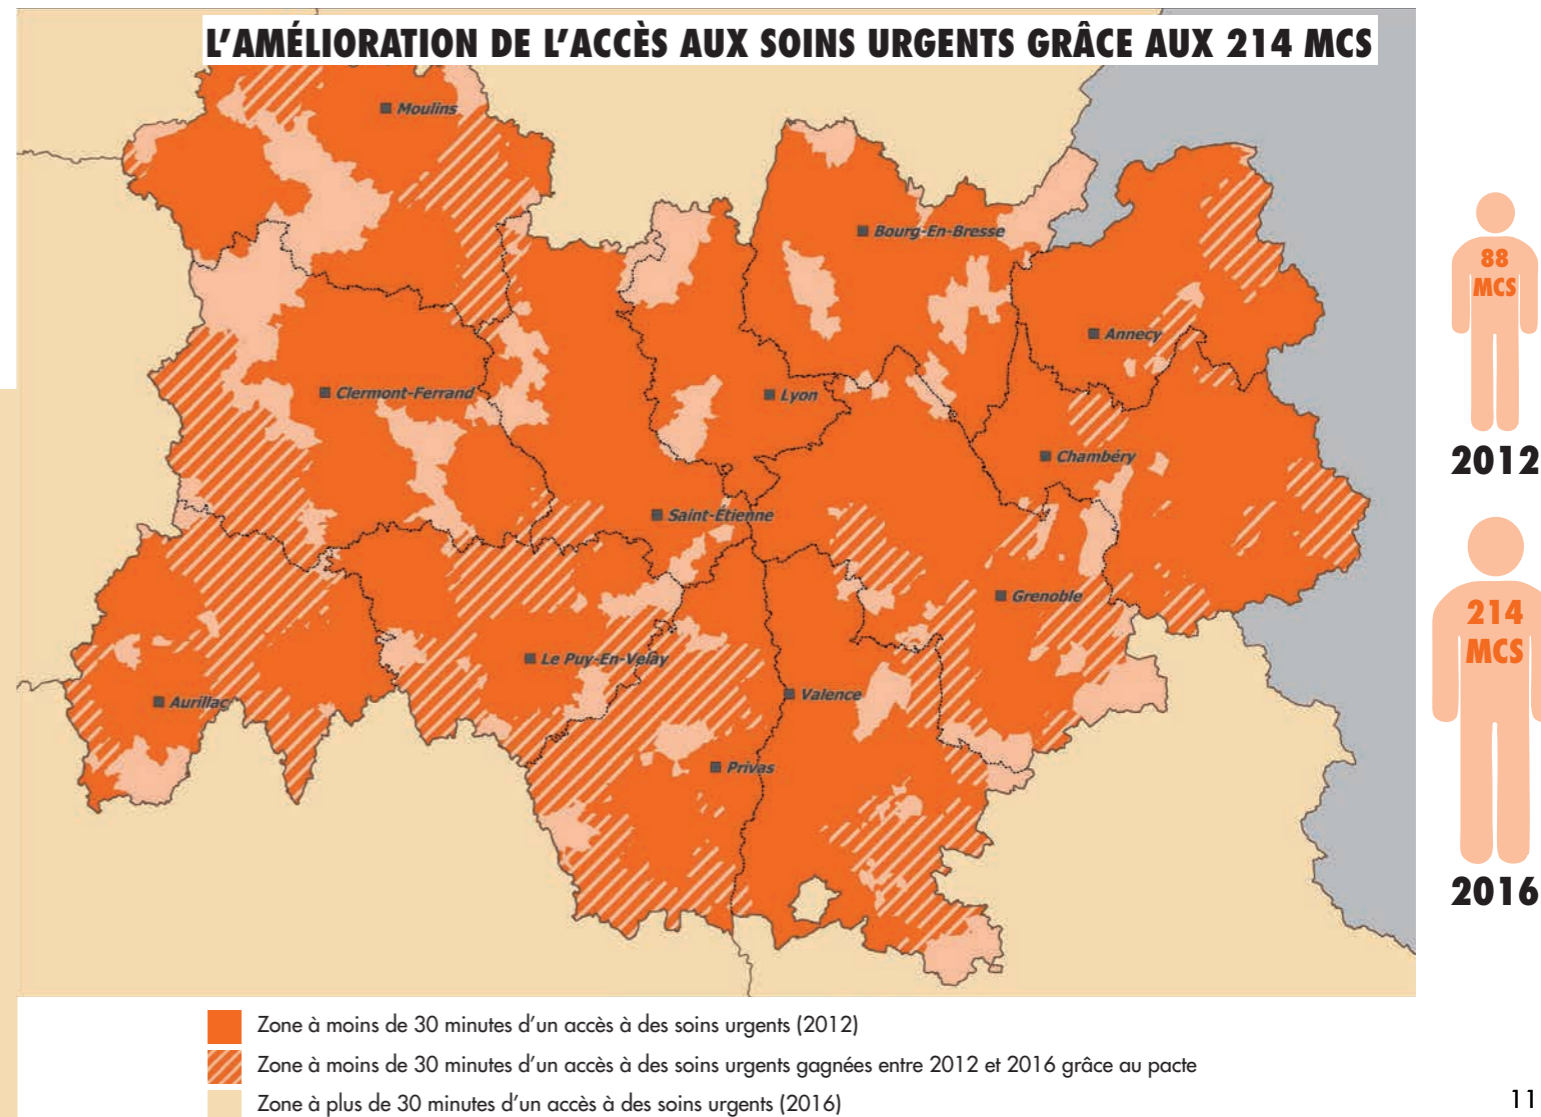 L'AMÉLIORATION DE L'ACCÈS AUX SOINS URGENTS GRÂCE AUX 214 MCS
Moulins
Bourg-En-Bresse
Annecy
Clermont-Ferrand
Lyon
Chambéry
Saint-Étienne
Grenoble
Le Puy-En-Velay
Aurillac
Valence
Privas
88
MCS
2012
214
MCS
2016
Zone à moins de 30 minutes d'un accès à des soins urgents (2012)
Zone à moins de 30 minutes d'un accès à des soins urgents gagnées entre 2012 et 2016 grâce au pacte
Zone à plus de 30 minutes d'un accès à des soins urgents (2016)
11